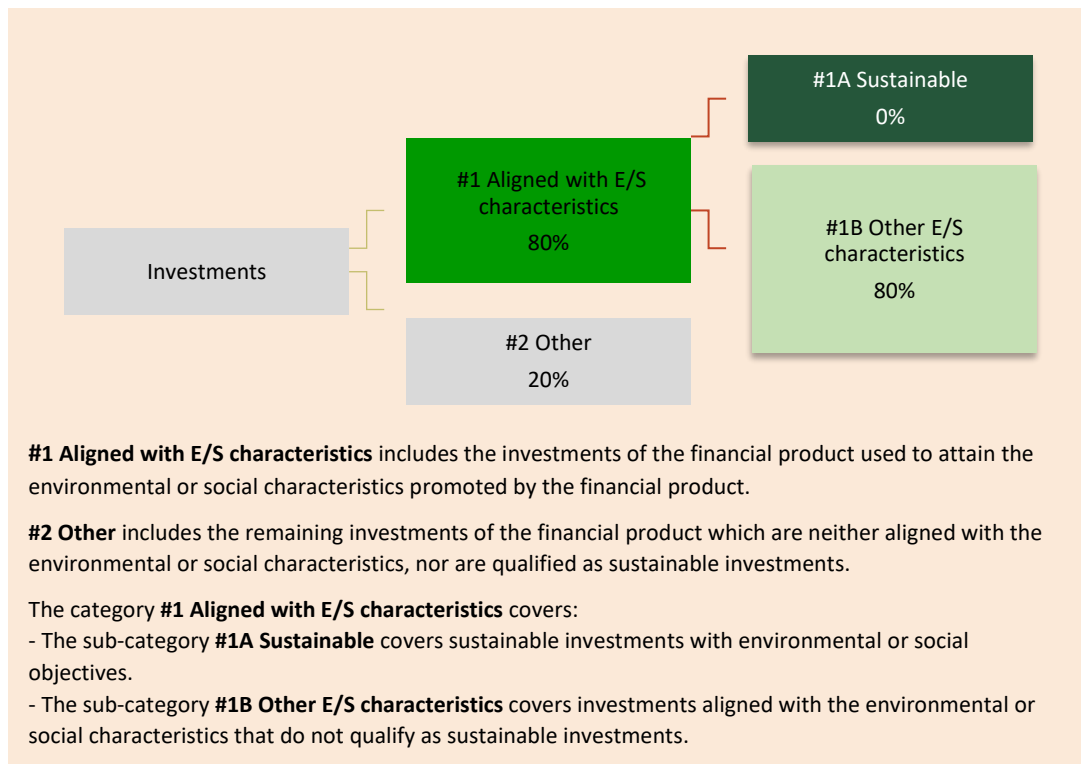 #1A Sustainable
0%
#1 Aligned with E/S
characteristics
80%
#1B Other E/S
characteristics
80%
Investments
#2 Other
20%
#1 Aligned with E/S characteristics includes the investments of the financial product used to attain the
environmental or social characteristics promoted by the financial product.
#2 Other includes the remaining investments of the financial product which are neither aligned with the
environmental or social characteristics, nor are qualified as sustainable investments.
The category #1 Aligned with E/S characteristics covers:
- The sub-category #1A Sustainable covers sustainable investments with environmental or social
objectives.
- The sub-category #1B Other E/S characteristics covers investments aligned with the environmental or
social characteristics that do not qualify as sustainable investments.